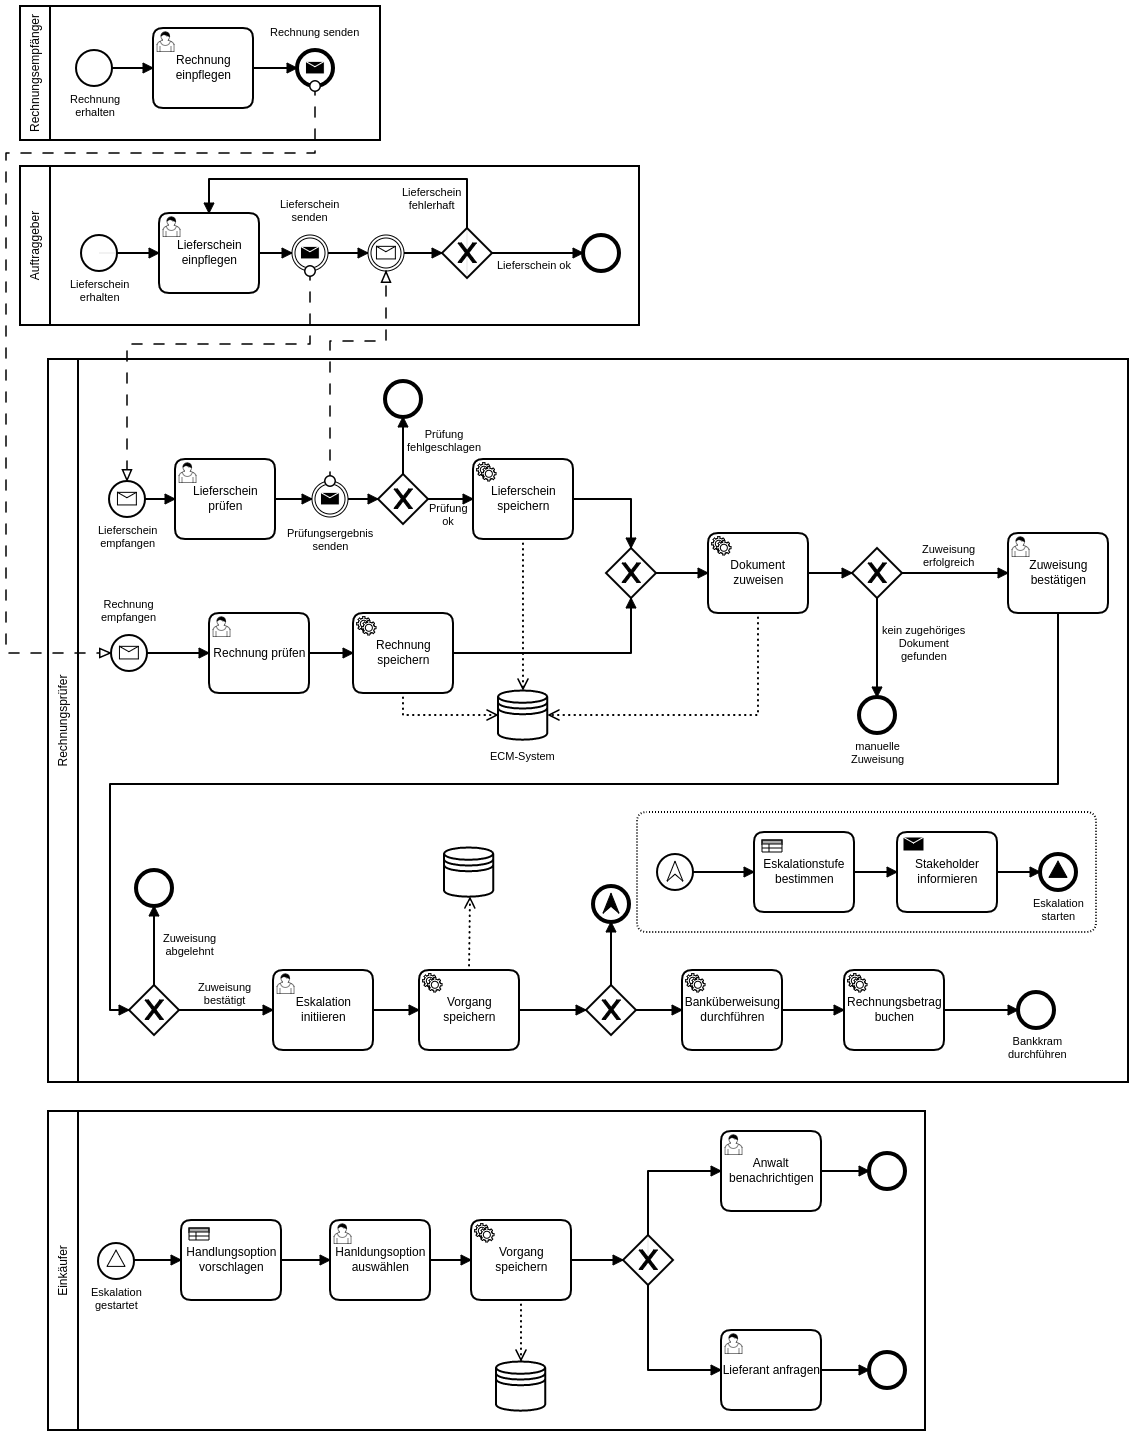 Rechnungsempfänger
Rechnung
erhalten
Rechnung
einpflegen
Rechnung senden
Auftraggeber
Lieferschein
erhalten
Lieferschein
einpflegen
Lieferschein
senden
Lieferschein
fehlerhaft
Lieferschein ok
Rechnungsprüfer
Lieferschein
empfangen
Lieferschein
prüfen
Prüfungsergebnis
senden
Prüfung
fehlgeschlagen
Prüfung
ok
Lieferschein
speichern
Rechnung
empfangen
Rechnung prüfen
Rechnung
speichern
ECM-System
Dokument
zuweisen
Zuweisung
erfolgreich
Zuweisung
bestätigen
kein zugehöriges
Dokument
gefunden
manuelle
Zuweisung
Zuweisung
abgelehnt
Zuweisung
bestätigt
Eskalation
initiieren
Vorgang
speichern
Eskalationstufe
bestimmen
Stakeholder
informieren
Eskalation
starten
Banküberweisung
durchführen
Rechnungsbetrag
buchen
Bankkram
durchführen
Einkäufer
Eskalation
gestartet
Handlungsoption
vorschlagen
Hanldungsoption
auswählen
Vorgang
speichern
Anwalt
benachrichtigen
Lieferant anfragen